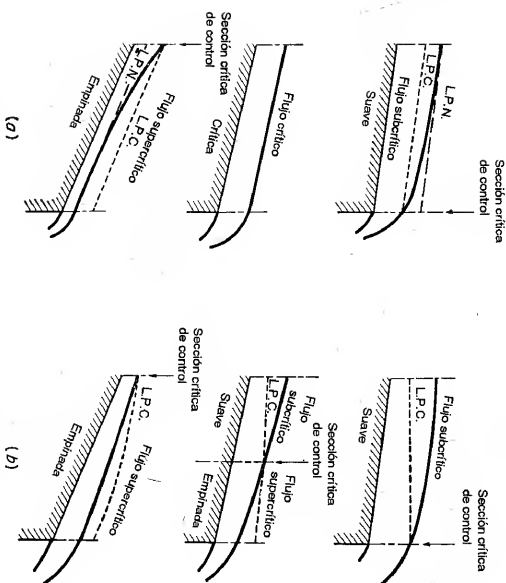 Sección crítica
de control
L.P.N.
L.P.C.
Flujo subcrítico
Suave
Flujo crítico
Crítica
Sección crítica
de control
Flujo supercrítico
L.P.C.
L.P.N.
Empinada
(a)
Sección crítica
de control
Flujo subcrítico
L.P.C.
Suave
Sección crítica
de control
Flujo
subcrítico
Flujo
supercrítico
L.P.C.
Suave
Empinada
Sección crítica
de control
L.P.C.
Flujo supercrítico
Empinada
(b)